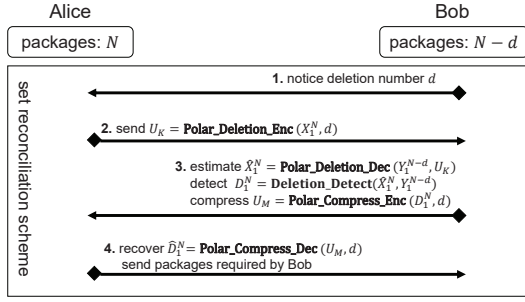 Alice
Bob
packages: N
packages: N − d
set reconciliation scheme
1. notice deletion number d
2. send U_K = Polar_Deletion_Enc (X_1^N, d)
3. estimate X̂_1^N = Polar_Deletion_Dec (Y_1^{N-d}, U_K)
detect D_1^N = Deletion_Detect(X̂_1^N, Y_1^{N-d})
compress U_M = Polar_Compress_Enc (D_1^N, d)
4. recover D̂_1^N = Polar_Compress_Dec (U_M, d)
send packages required by Bob